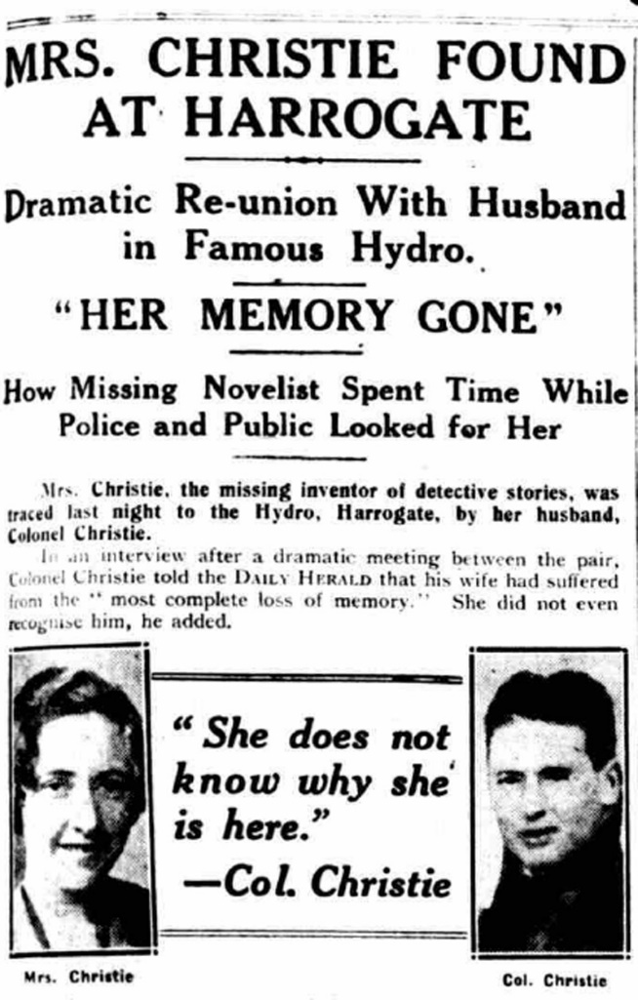 MRS. CHRISTIE FOUND
AT HARROGATE
Dramatic Re-union With Husband
in Famous Hydro.
“HER MEMORY GONE”
How Missing Novelist Spent Time While
Police and Public Looked for Her
Mrs. Christie, the missing inventor of detective stories, was
traced last night to the Hydro, Harrogate, by her husband,
Colonel Christie.
In an interview after a dramatic meeting between the pair,
Colonel Christie told the DAILY HERALD that his wife had suffered
from the “ most complete loss of memory.” She did not even
recognise him, he added.
“ She does not
know why she
is here.”
—Col. Christie
Mrs. Christie
Col. Christie